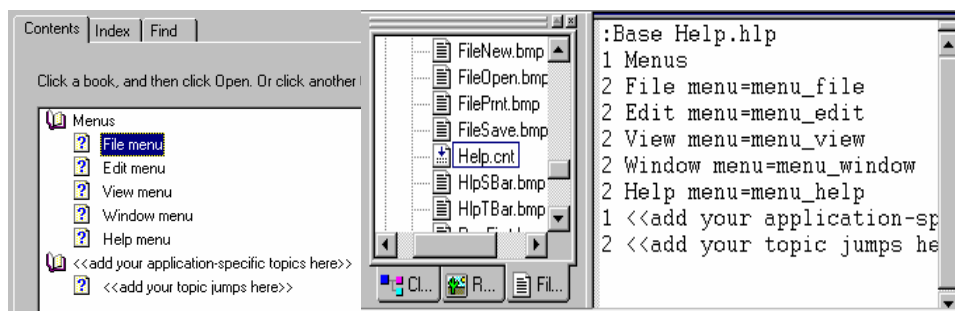 Contents Index Find
Click a book, and then click Open. Or click another
Menus
File menu
Edit menu
View menu
Window menu
Help menu
<<add your application-specific topics here>>
<<add your topic jumps here>>
FileNew.bmp
FileOpen.bmp
FilePrnt.bmp
FileSave.bmp
Help.cnt
HlpSBar.bmp
HlpTBar.bmp
Cl... R... Fil...
:Base Help.hlp
1 Menus
2 File menu=menu_file
2 Edit menu=menu_edit
2 View menu=menu_view
2 Window menu=menu_window
2 Help menu=menu_help
1 <<add your application-sp
2 <<add your topic jumps he